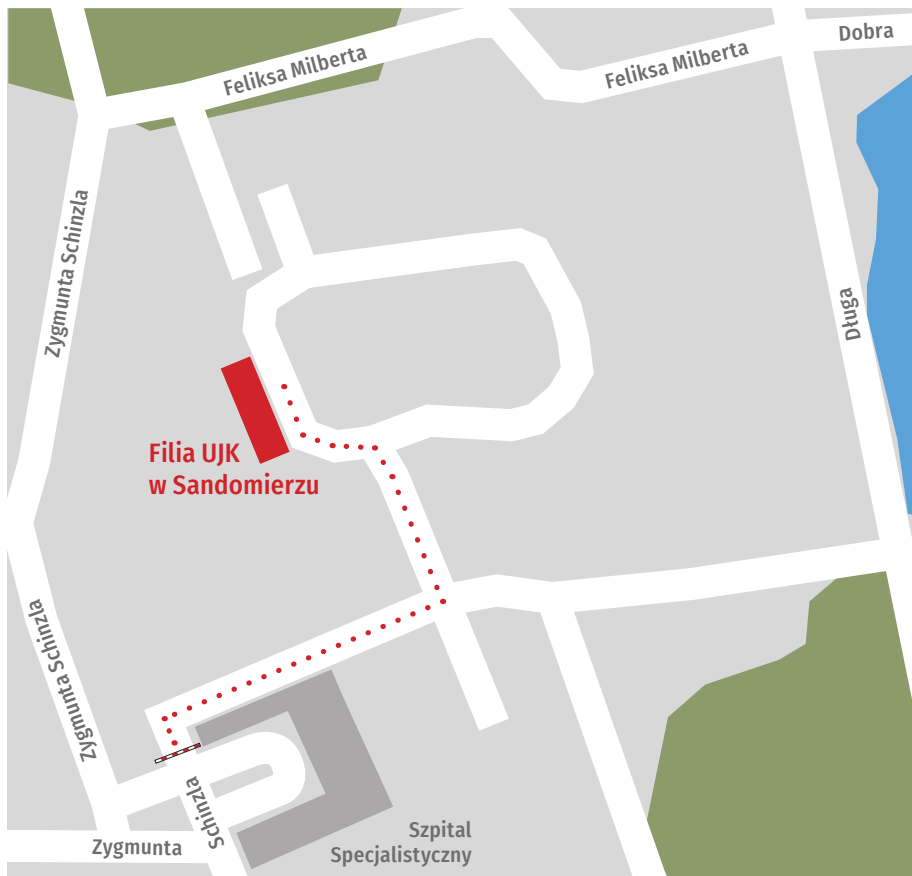 Dobra
Feliksa Milberta
Feliksa Milberta
Zygmunta Schinzla
Długa
Filia UJK
w Sandomierzu
Zygmunta Schinzla
Schinzla
Zygmunta
Szpital
Specjalistyczny